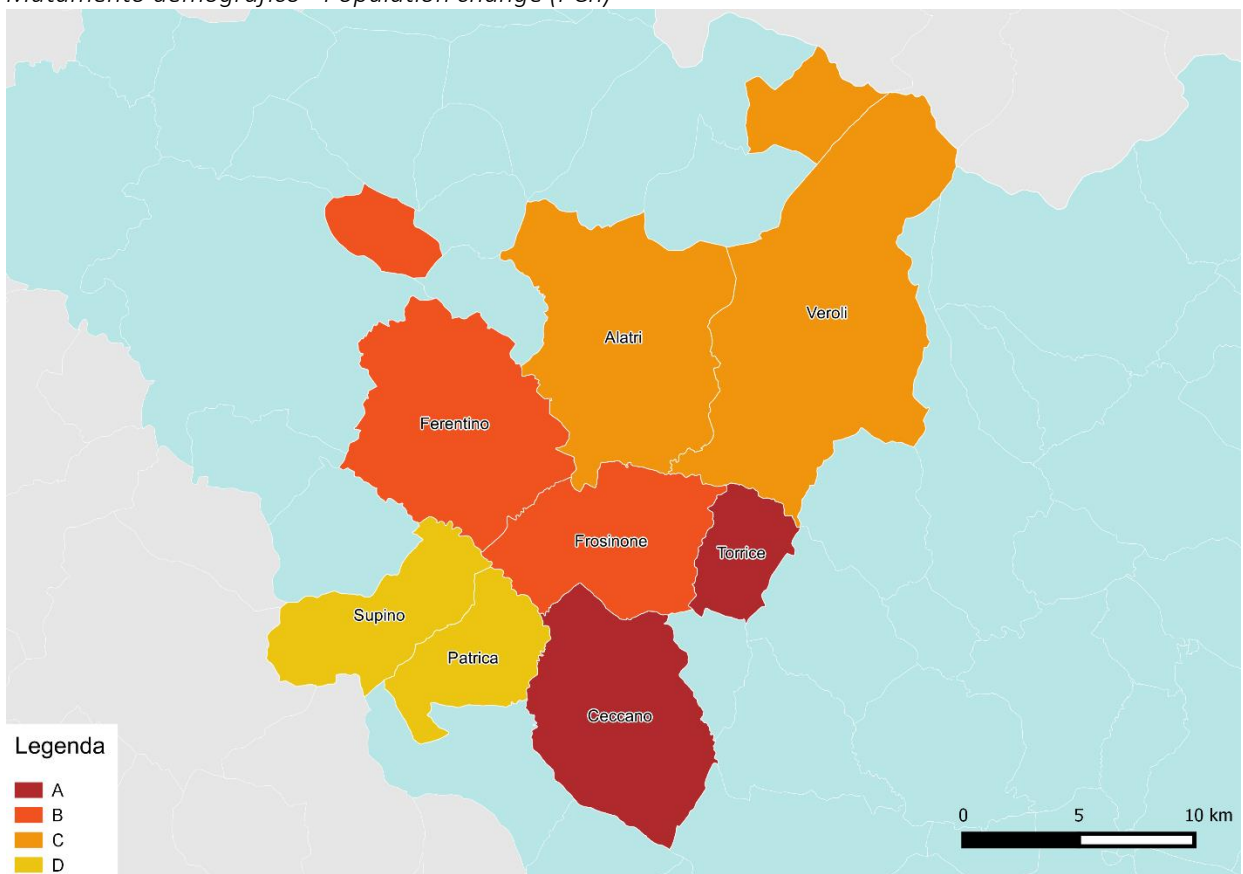 Mutamento demografico - Population change (PCh)
Veroli
Alatri
Ferentino
Frosinone
Torrice
Supino
Patrica
Ceccano
Legenda
A
B
C
D
0 5 10 km